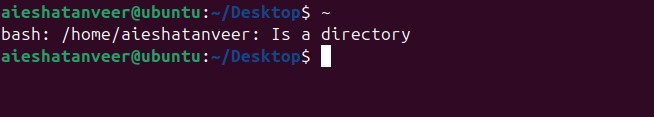 aieshatanveer@ubuntu:~/Desktop$ ~
bash: /home/aieshatanveer: Is a directory
aieshatanveer@ubuntu:~/Desktop$